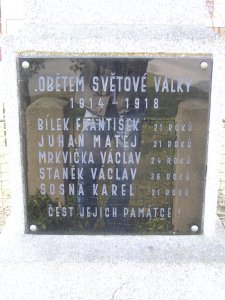 OBĚTEM SVĚTOVÉ VÁLKY
1914 - 1918
BÍLEK FRANTIŠEK 21 ROKŮ
JUHAN MATĚJ 31 ROKŮ
MRKVIČKA VÁCLAV 24 ROKŮ
STANĚK VÁCLAV 36 ROKŮ
SOSNA KAREL 21 ROKŮ
ČEST JEJICH PAMÁTCE !